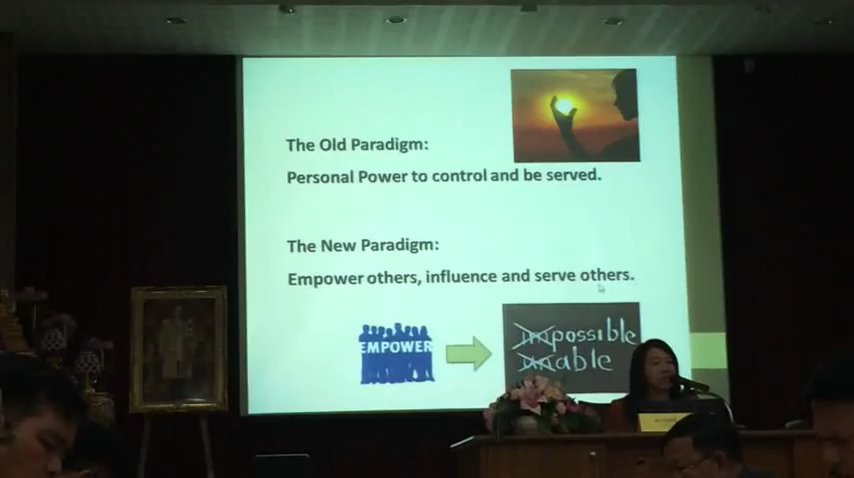 The Old Paradigm:
Personal Power to control and be served.
The New Paradigm:
Empower others, influence and serve others.
EMPOWER
impossible
unable